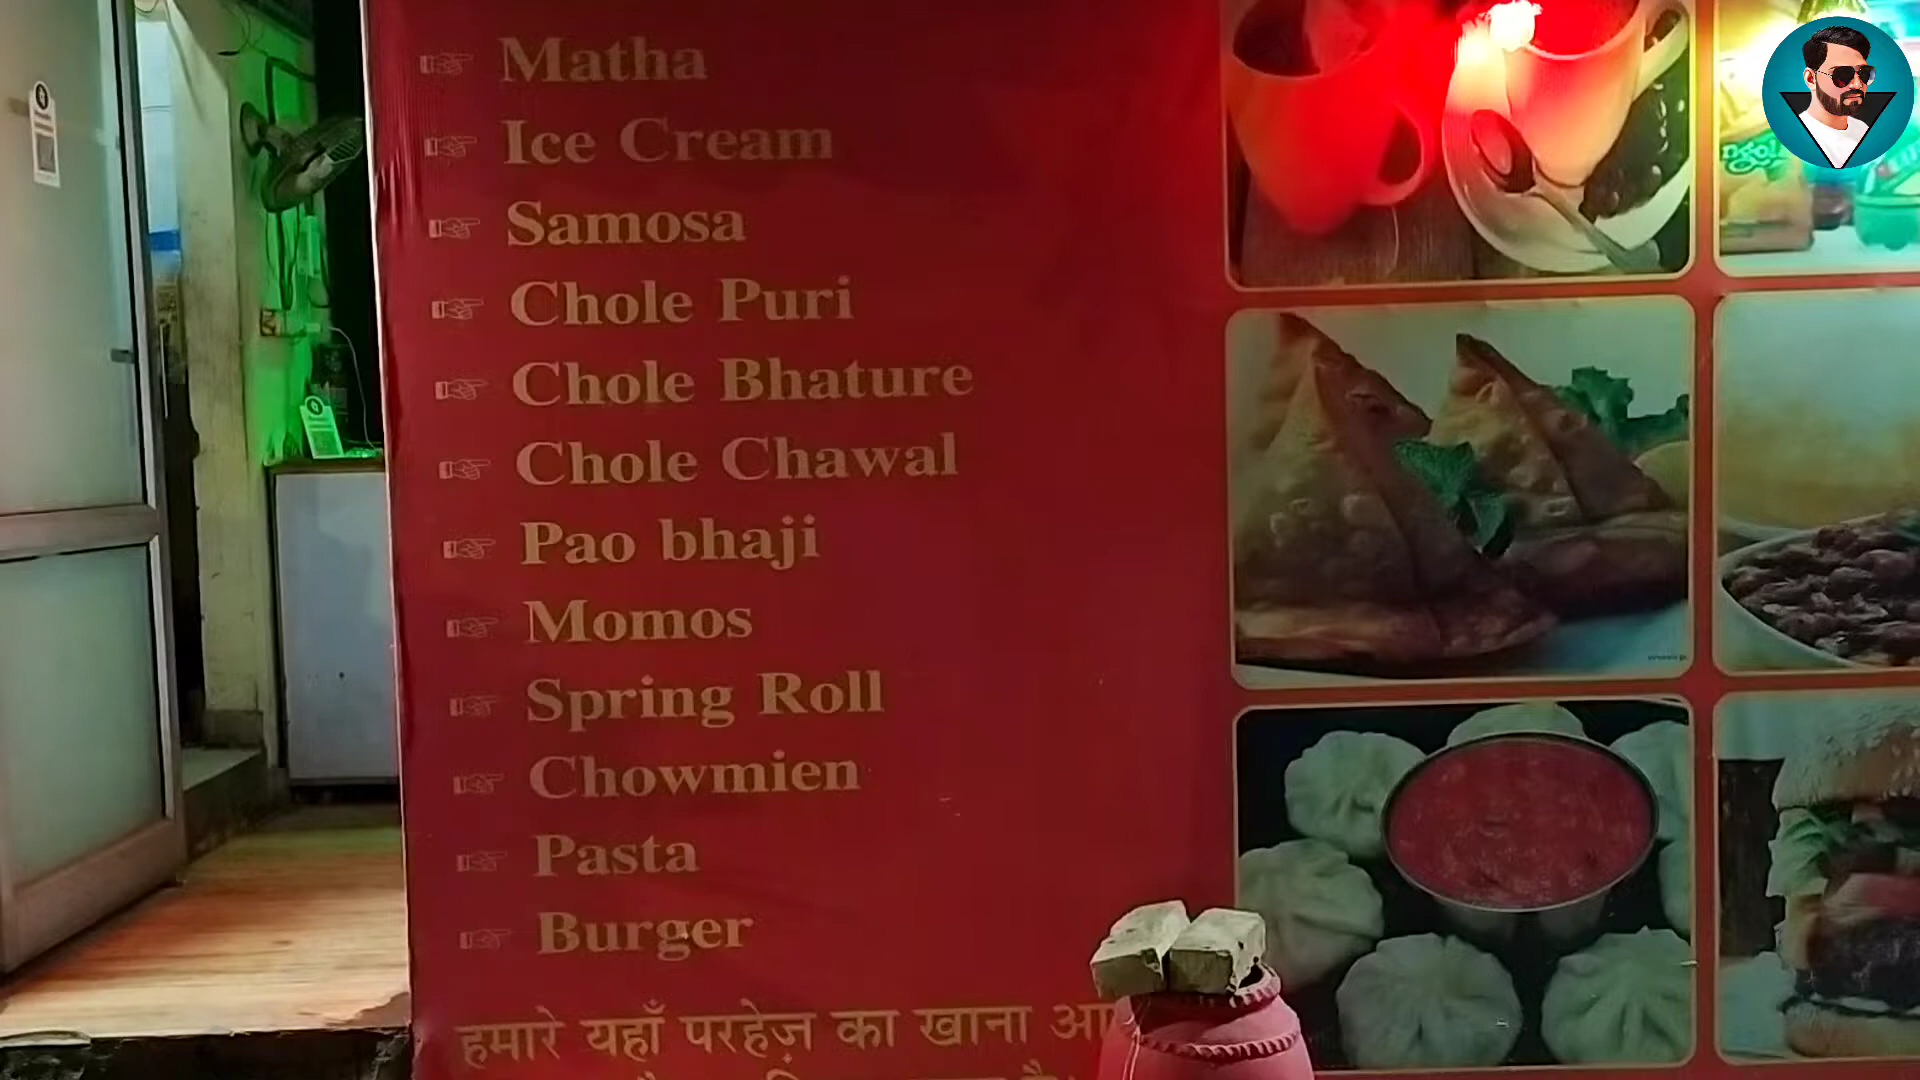 Matha
Ice Cream
Samosa
Chole Puri
Chole Bhature
Chole Chawal
Pao bhaji
Momos
Spring Roll
Chowmien
Pasta
Burger
हमारे यहाँ परहेज़ का खाना